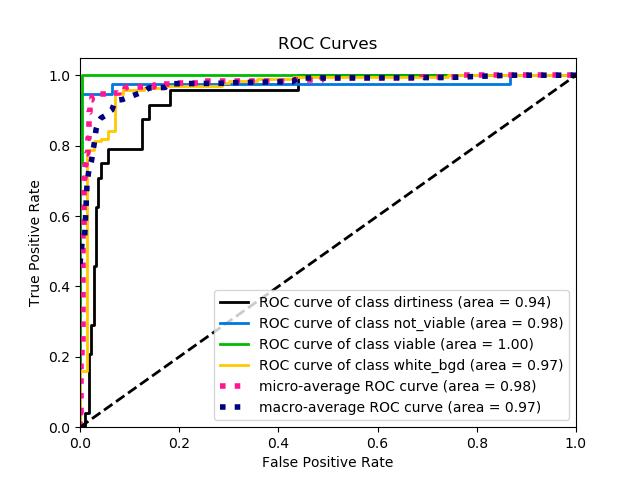 ROC Curves
True Positive Rate
1.0
0.8
0.6
0.4
0.2
0.0
ROC curve of class dirtiness (area = 0.94)
ROC curve of class not_viable (area = 0.98)
ROC curve of class viable (area = 1.00)
ROC curve of class white_bgd (area = 0.97)
micro-average ROC curve (area = 0.98)
macro-average ROC curve (area = 0.97)
0.0 0.2 0.4 0.6 0.8 1.0
False Positive Rate